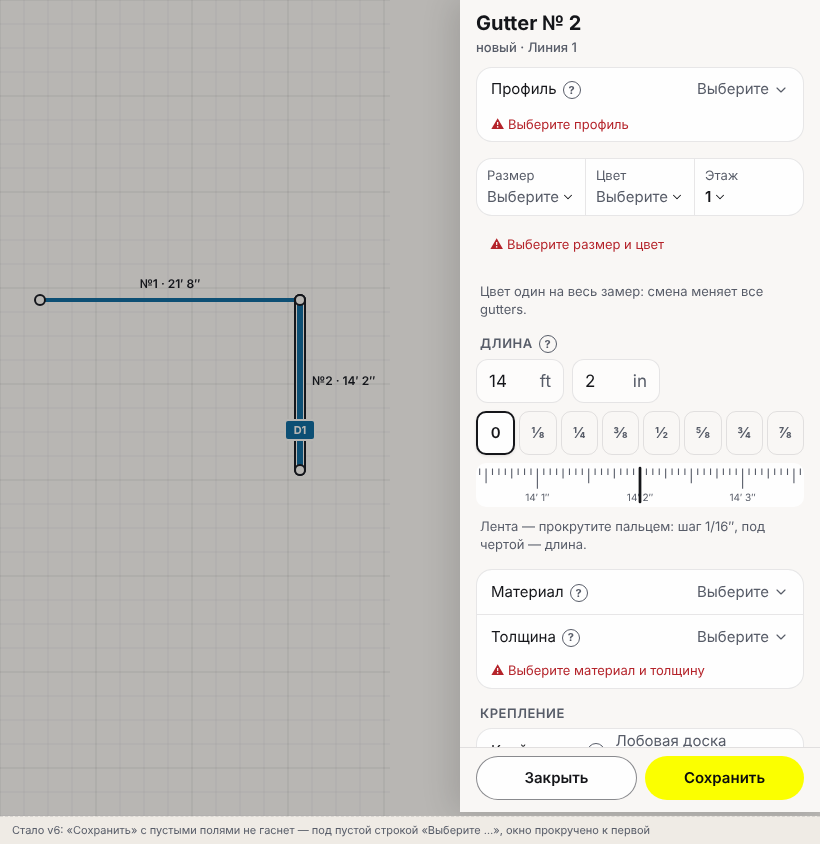 Gutter № 2
новый · Линия 1
Профиль ? Выберите
Выберите профиль
Размер Цвет Этаж
Выберите Выберите 1
Выберите размер и цвет
Цвет один на весь замер: смена меняет все
gutters.
ДЛИНА ?
14 ft 2 in
0 ⅛ ¼ ⅜ ½ ⅝ ¾ ⅞
14′ 1″ 14′ 2″ 14′ 3″
Лента — прокрутите пальцем: шаг 1/16″, под
чертой — длина.
Материал ? Выберите
Толщина ? Выберите
Выберите материал и толщину
КРЕПЛЕНИЕ
Лобовая доска
Закрыть Сохранить
№1 · 21′ 8″
№2 · 14′ 2″
D1
Стало v6: «Сохранить» с пустыми полями не гаснет — под пустой строкой «Выберите ...», окно прокручено к первой